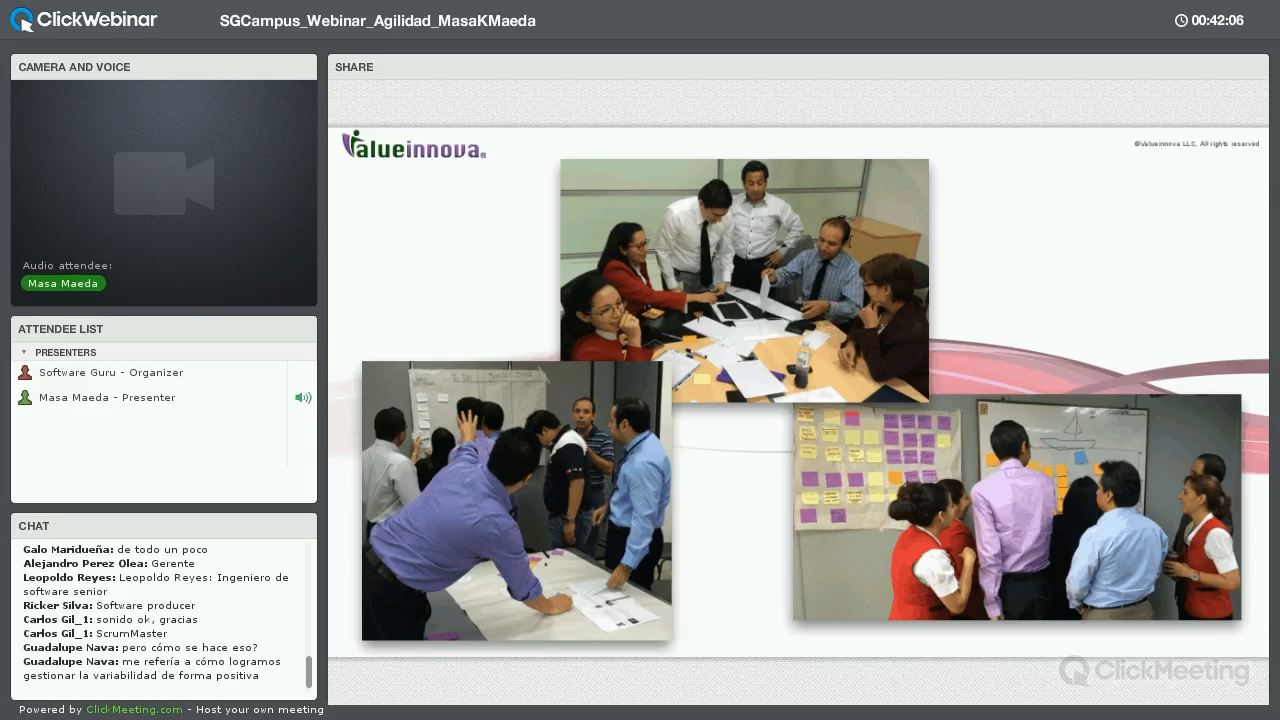 ClickWebinar
SGCampus_Webinar_Agilidad_MasaKMaeda
00:42:06
CAMERA AND VOICE
Audio attendee:
Masa Maeda
ATTENDEE LIST
PRESENTERS
Software Guru - Organizer
Masa Maeda - Presenter
CHAT
Galo Maridueña: de todo un poco
Alejandro Perez Olea: Gerente
Leopoldo Reyes: Leopoldo Reyes: Ingeniero de
software senior
Ricker Silva: Software producer
Carlos Gil_1: sonido ok, gracias
Carlos Gil_1: ScrumMaster
Guadalupe Nava: pero cómo se hace eso?
Guadalupe Nava: me refería a cómo logramos
gestionar la variabilidad de forma positiva
Powered by ClickMeeting.com - Host your own meeting
SHARE
Valueinnova
©Valueinnova LLC, All rights reserved
TO DO
ClickMeeting